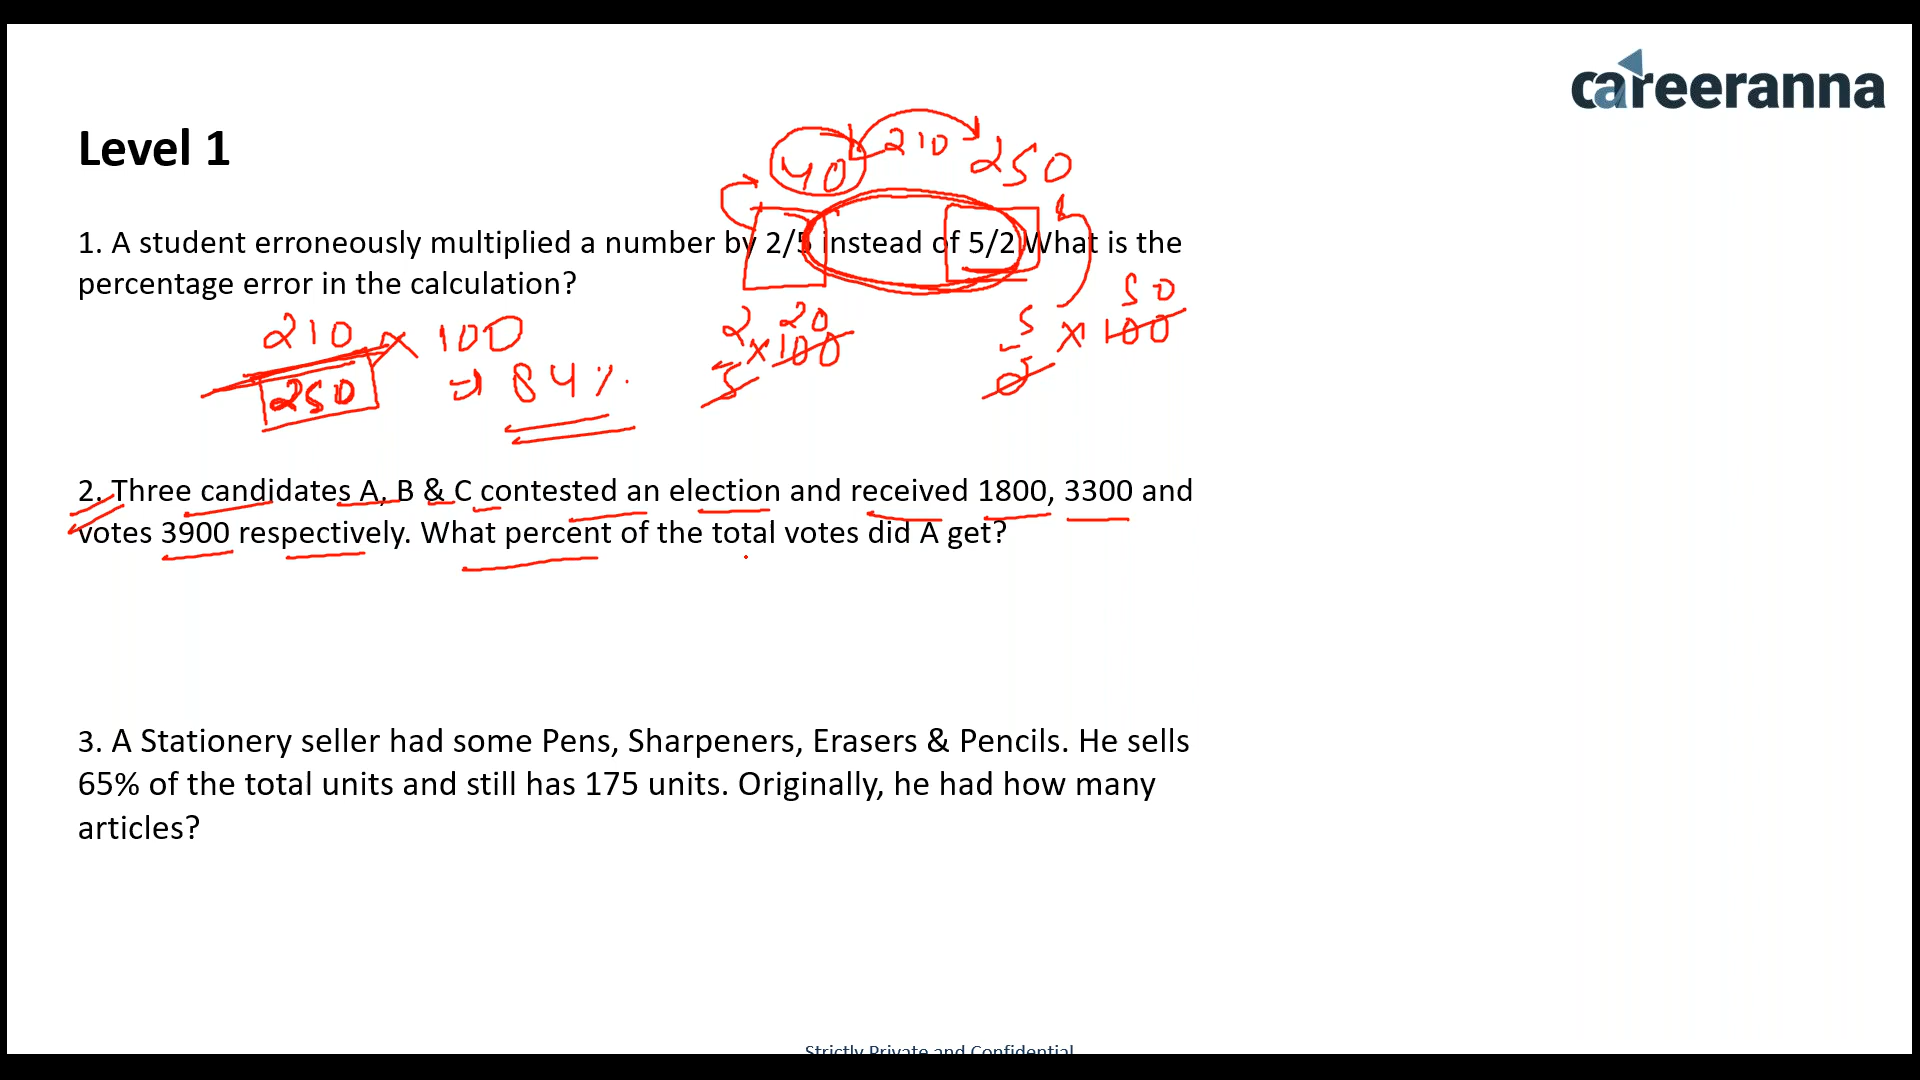 careeranna
Level 1
40 210 250
1. A student erroneously multiplied a number by 2/5 instead of 5/2 What is the
percentage error in the calculation?
210 × 100
250
⇒ 84%
2 × 100 20
5
5 × 100 50
2
2. Three candidates A, B & C contested an election and received 1800, 3300 and
votes 3900 respectively. What percent of the total votes did A get?
3. A Stationery seller had some Pens, Sharpeners, Erasers & Pencils. He sells
65% of the total units and still has 175 units. Originally, he had how many
articles?
Strictly Private and Confidential